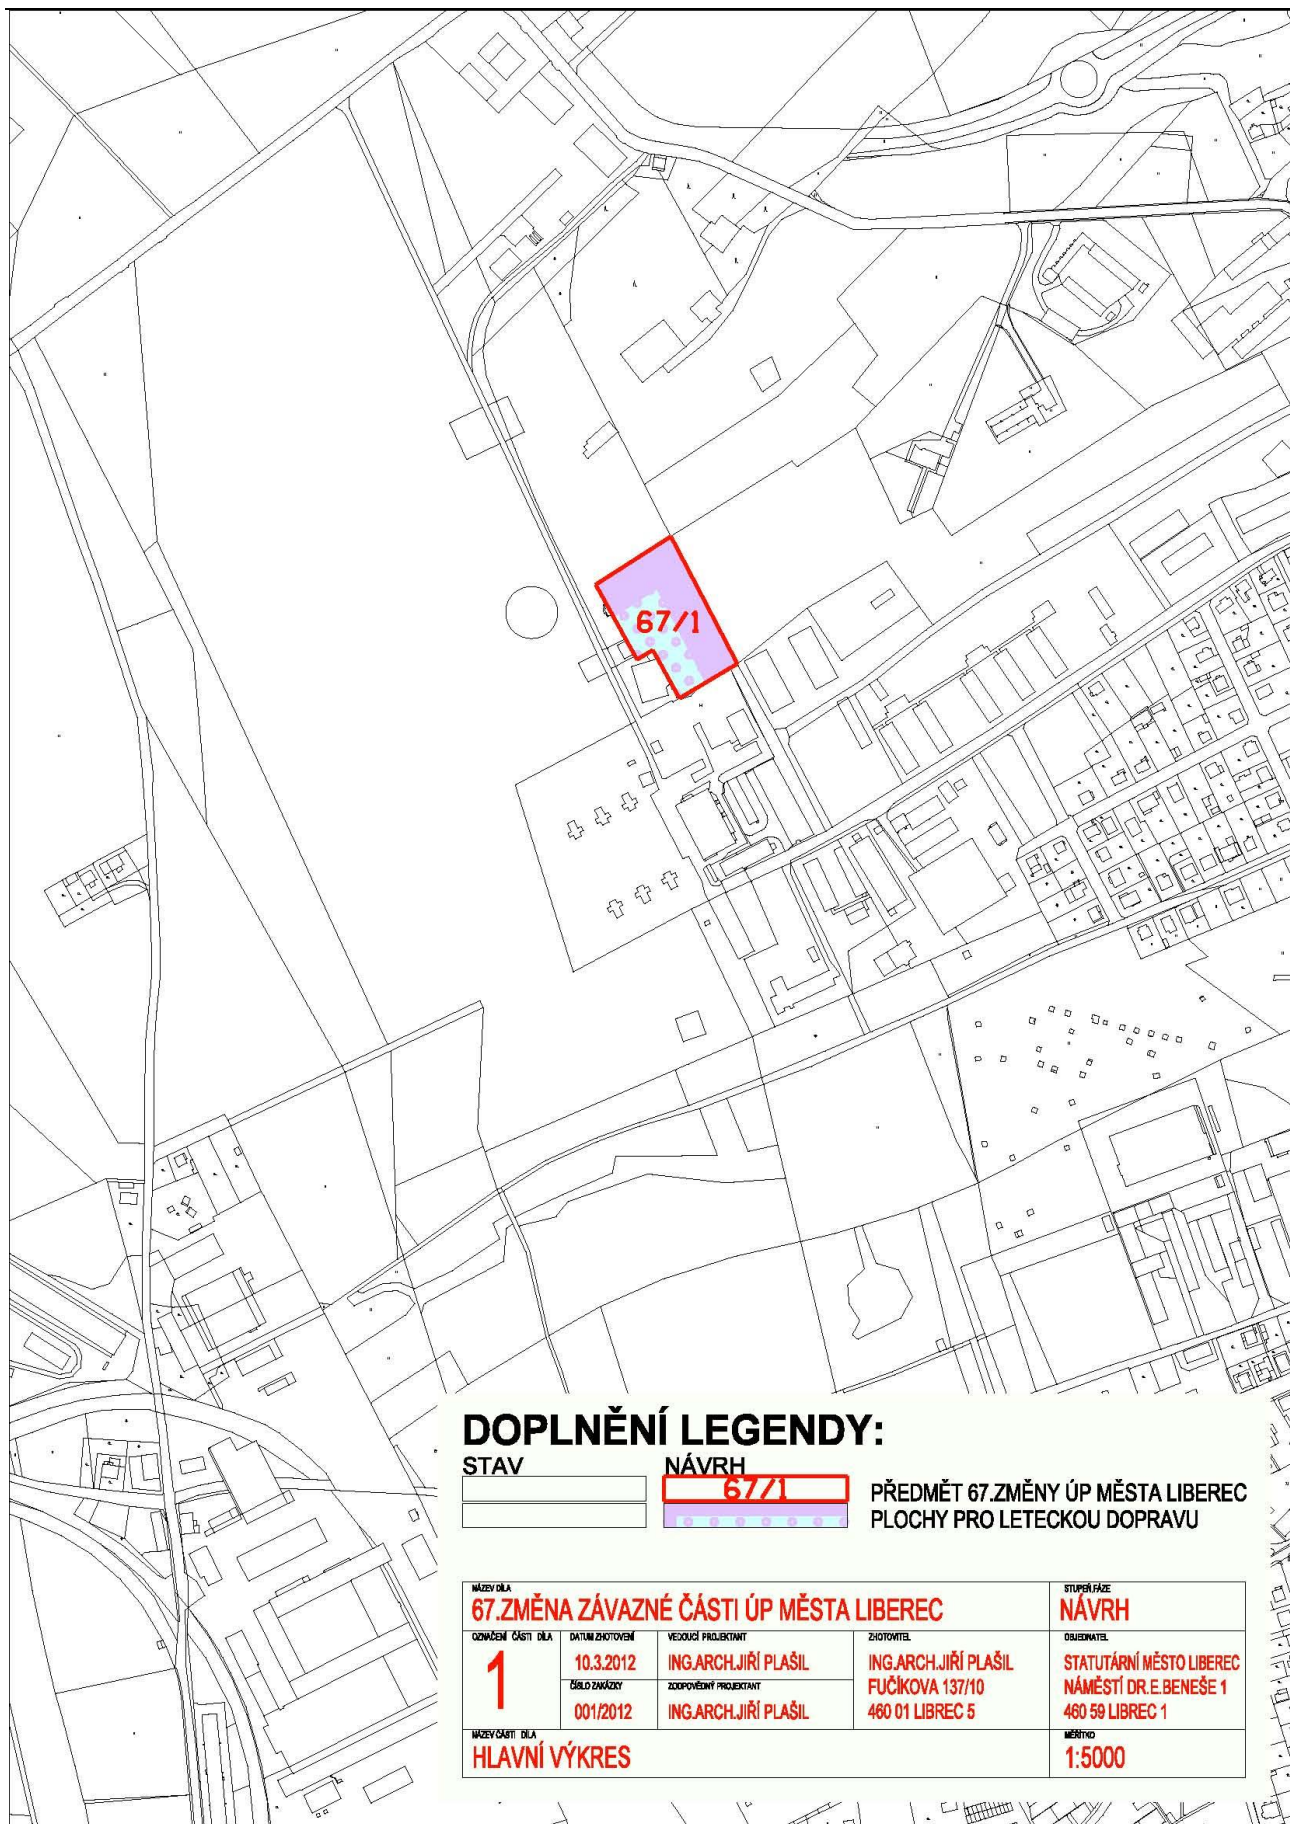 67/1
DOPLNĚNÍ LEGENDY:
STAV NÁVRH
67/1 PŘEDMĚT 67.ZMĚNY ÚP MĚSTA LIBEREC
PLOCHY PRO LETECKOU DOPRAVU
NÁZEV DÍLA STUPEŇ.FÁZE
67.ZMĚNA ZÁVAZNÉ ČÁSTI ÚP MĚSTA LIBEREC NÁVRH
OZNAČENÍ ČÁSTI DÍLA DATUM ZHOTOVENÍ VEDOUCÍ PROJEKTANT ZHOTOVITEL OBJEDNATEL
1 10.3.2012 ING.ARCH.JIŘÍ PLAŠIL ING.ARCH.JIŘÍ PLAŠIL STATUTÁRNÍ MĚSTO LIBEREC
ČÍSLO ZAKÁZKY ZODPOVĚDNÝ PROJEKTANT FUČÍKOVA 137/10 NÁMĚSTÍ DR.E.BENEŠE 1
001/2012 ING.ARCH.JIŘÍ PLAŠIL 460 01 LIBREC 5 460 59 LIBREC 1
NÁZEV ČÁSTI DÍLA MĚŘÍTKO
HLAVNÍ VÝKRES 1:5000